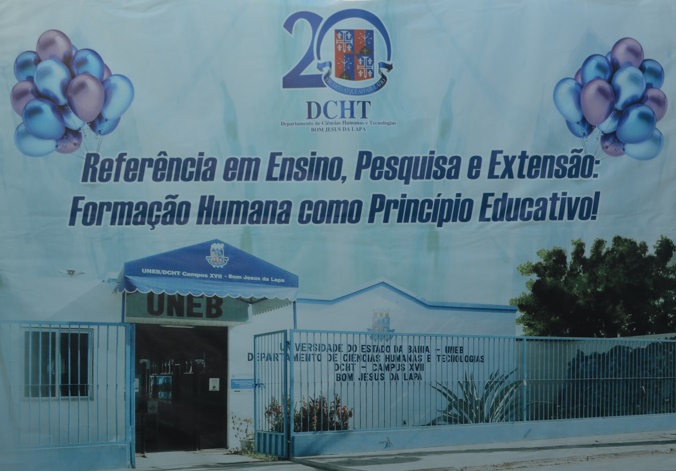 20
DCHT
Departamento de Ciências Humanas e Tecnologias
BOM JESUS DA LAPA
Referência em Ensino, Pesquisa e Extensão:
Formação Humana como Princípio Educativo!
UNEB/DCHT Campus XVII - Bom Jesus da Lapa
UNEB
UNIVERSIDADE DO ESTADO DA BAHIA - UNEB
DEPARTAMENTO DE CIÊNCIAS HUMANAS E TECNOLOGIAS
DCHT - CAMPUS XVII
BOM JESUS DA LAPA